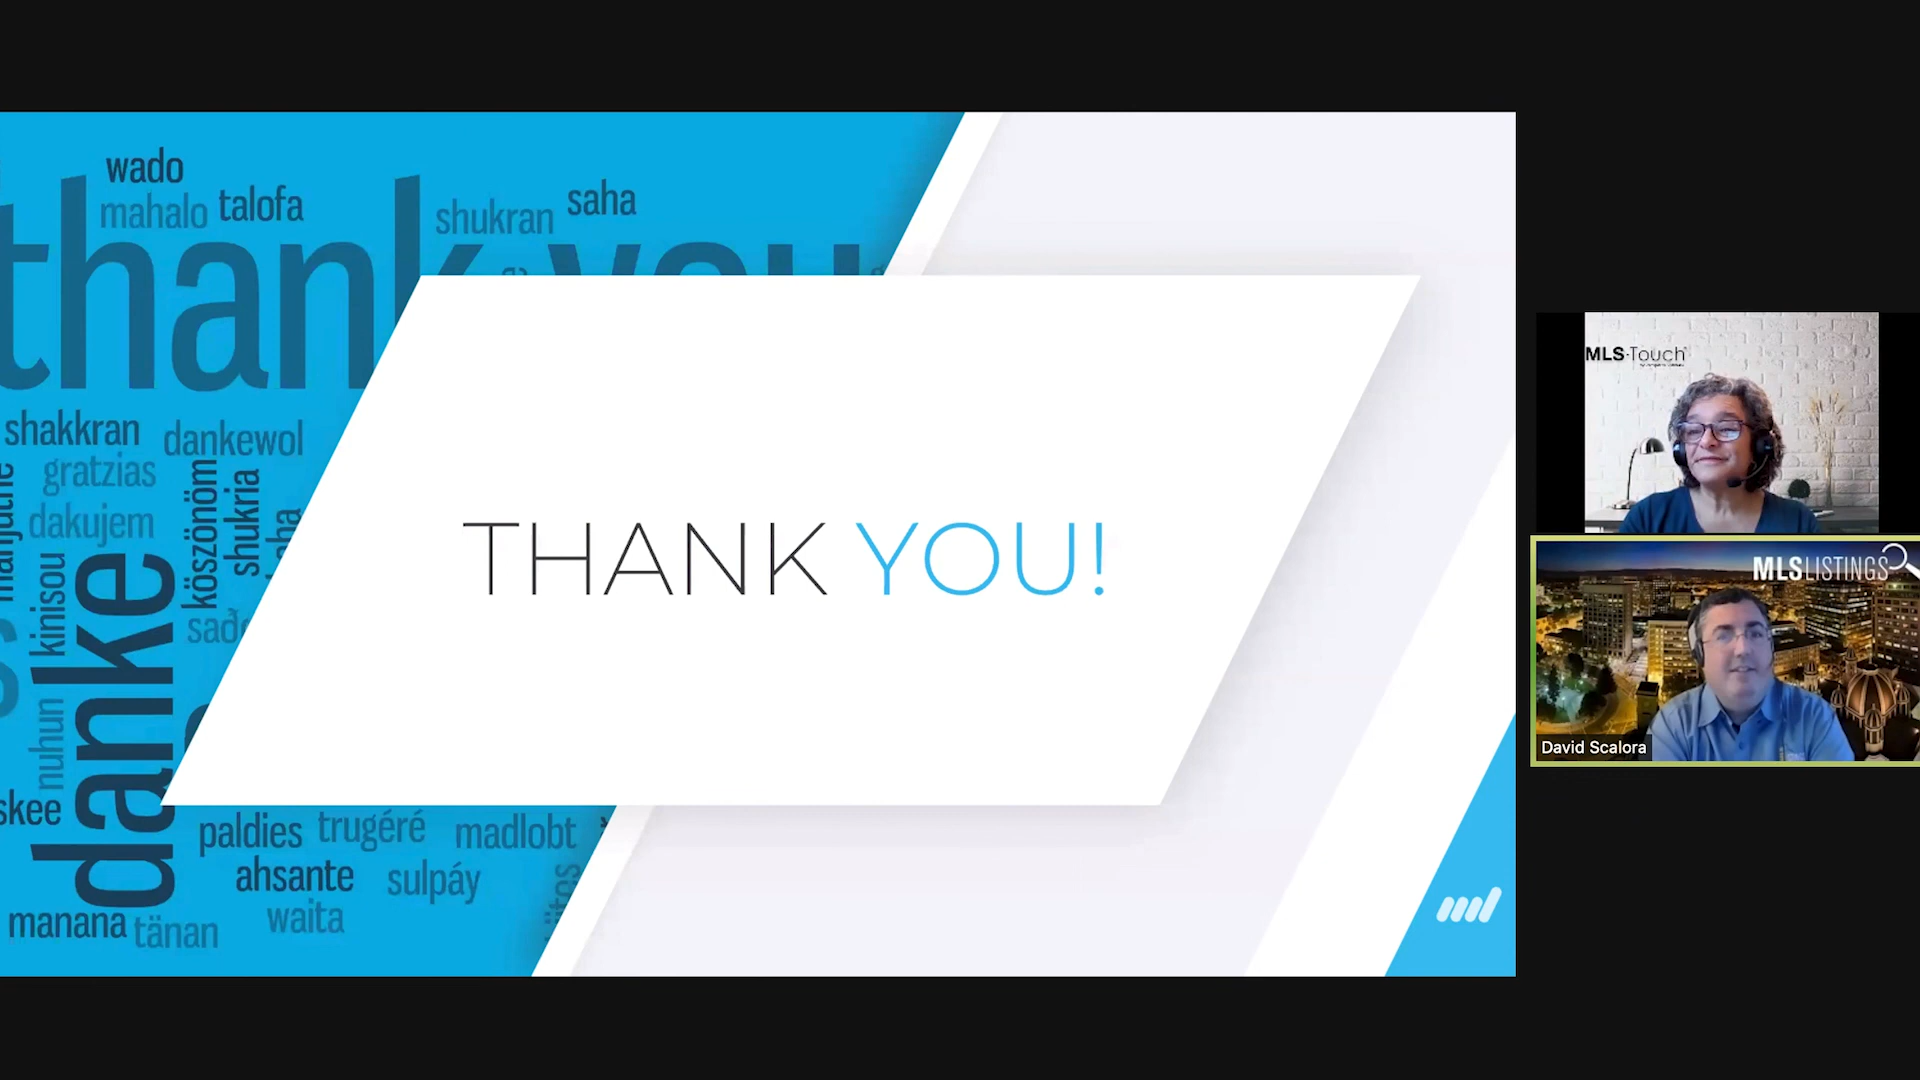 wado
mahalo talofa
shukran saha
thank you
shakkran dankewol
gratzias
dakujem
köszönöm
shukria
kinisou
danke
nuhun
THANK YOU!
paldies trugéré madlobt
ahsante sulpáy
manana tänan waita
MLS-Touch
MLSLISTINGS
David Scalora